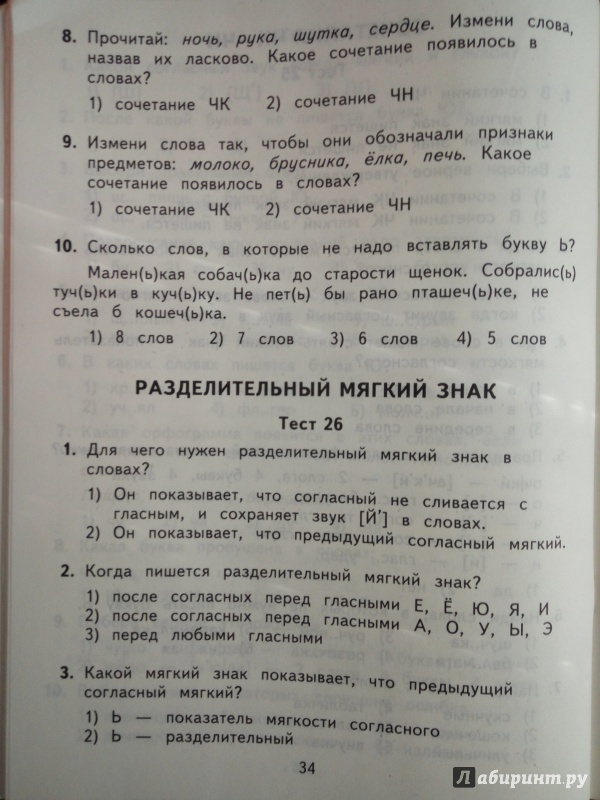 8. Прочитай: ночь, рука, шутка, сердце. Измени слова,
назвав их ласково. Какое сочетание появилось в
словах?
1) сочетание ЧК 2) сочетание ЧН
9. Измени слова так, чтобы они обозначали признаки
предметов: молоко, брусника, ёлка, печь. Какое
сочетание появилось в словах?
1) сочетание ЧК 2) сочетание ЧН
10. Сколько слов, в которые не надо вставлять букву Ь?
Мален(ь)кая собач(ь)ка до старости щенок. Собралис(ь)
туч(ь)ки в куч(ь)ку. Не пет(ь) бы рано пташеч(ь)ке, не
съела б кошеч(ь)ка.
1) 8 слов 2) 7 слов 3) 6 слов 4) 5 слов
РАЗДЕЛИТЕЛЬНЫЙ МЯГКИЙ ЗНАК
Тест 26
1. Для чего нужен разделительный мягкий знак в
словах?
1) Он показывает, что согласный не сливается с
гласным, и сохраняет звук [Й'] в словах.
2) Он показывает, что предыдущий согласный мягкий.
2. Когда пишется разделительный мягкий знак?
1) после согласных перед гласными Е, Ё, Ю, Я, И
2) после согласных перед гласными А, О, У, Ы, Э
3) перед любыми гласными
3. Какой мягкий знак показывает, что предыдущий
согласный мягкий?
1) Ь — показатель мягкости согласного
2) Ь — разделительный
34
Лабиринт.ру